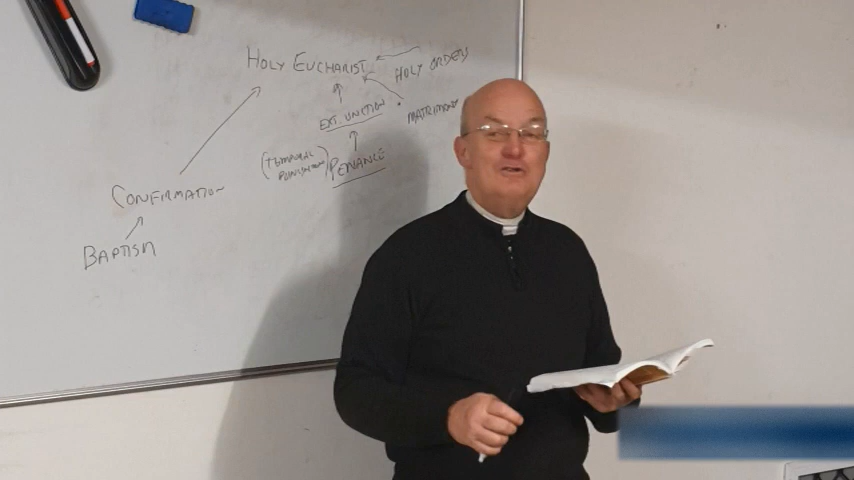 HOLY EUCHARIST
HOLY ORDERS
EXT. UNCTION
MATRIMONY
(TEMPORAL
PUNISHMENT)
PENANCE
CONFIRMATION
BAPTISM